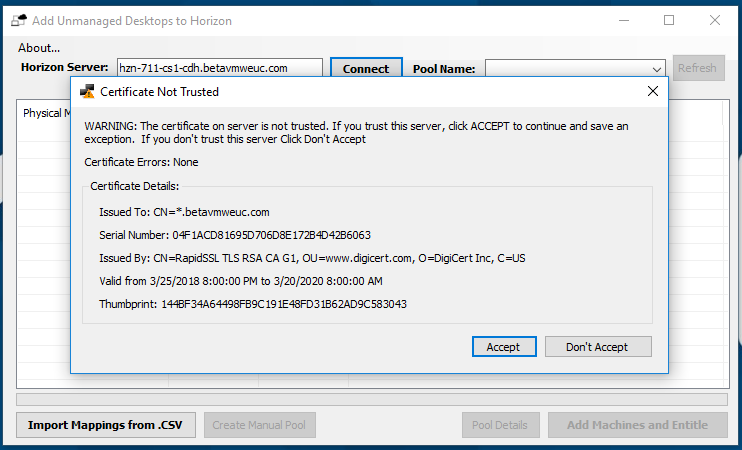 Add Unmanaged Desktops to Horizon
About...
Horizon Server: hzn-711-cs1-cdh.betavmweuc.com Connect Pool Name: Refresh
Certificate Not Trusted
Physical M
WARNING: The certificate on server is not trusted. If you trust this server, click ACCEPT to continue and save an
exception. If you don't trust this server Click Don't Accept
Certificate Errors: None
Certificate Details:
Issued To: CN=*.betavmweuc.com
Serial Number: 04F1ACD81695D706D8E172B4D42B6063
Issued By: CN=RapidSSL TLS RSA CA G1, OU=www.digicert.com, O=DigiCert Inc, C=US
Valid from 3/25/2018 8:00:00 PM to 3/20/2020 8:00:00 AM
Thumbprint: 144BF34A64498FB9C191E48FD31B62AD9C583043
Accept Don't Accept
Import Mappings from .CSV Create Manual Pool Pool Details Add Machines and Entitle